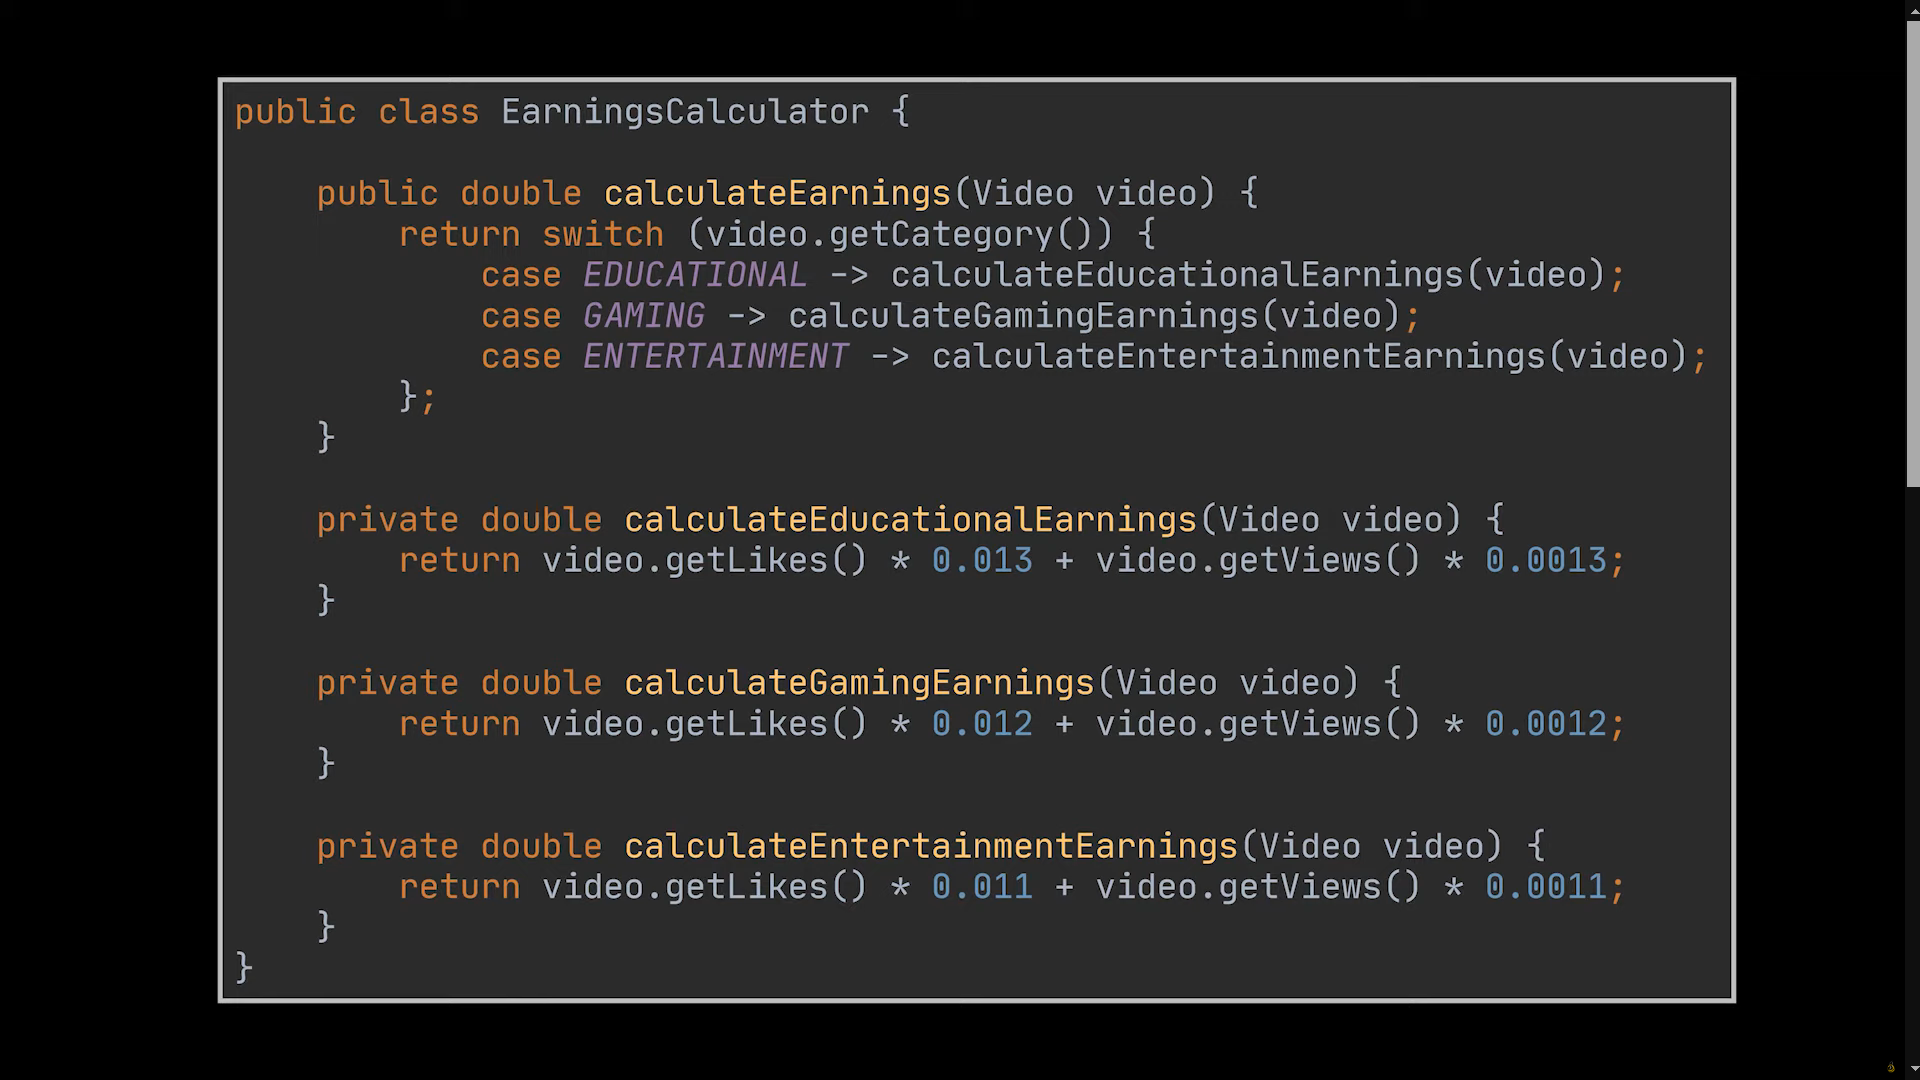 public class EarningsCalculator {
public double calculateEarnings(Video video) {
return switch (video.getCategory()) {
case EDUCATIONAL -> calculateEducationalEarnings(video);
case GAMING -> calculateGamingEarnings(video);
case ENTERTAINMENT -> calculateEntertainmentEarnings(video);
};
}
private double calculateEducationalEarnings(Video video) {
return video.getLikes() * 0.013 + video.getViews() * 0.0013;
}
private double calculateGamingEarnings(Video video) {
return video.getLikes() * 0.012 + video.getViews() * 0.0012;
}
private double calculateEntertainmentEarnings(Video video) {
return video.getLikes() * 0.011 + video.getViews() * 0.0011;
}
}